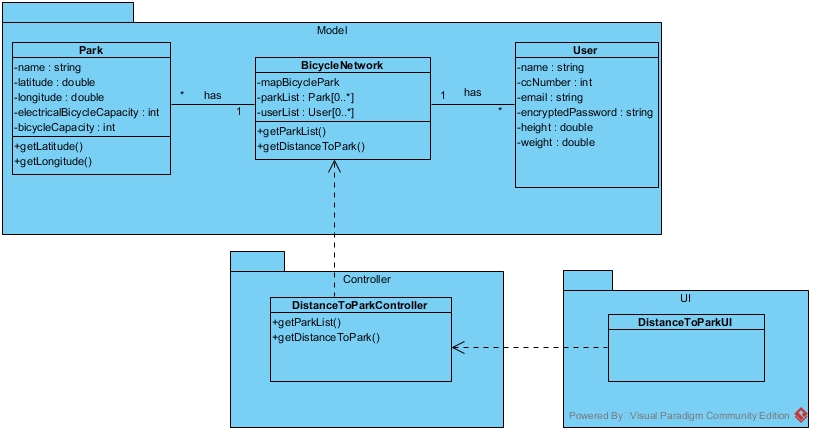 Model
Park
-name : string
-latitude : double
-longitude : double
-electricalBicycleCapacity : int
-bicycleCapacity : int
+getLatitude()
+getLongitude()
* has 1
BicycleNetwork
-mapBicyclePark
-parkList : Park[0..*]
-userList : User[0..*]
+getParkList()
+getDistanceToPark()
1 has *
User
-name : string
-ccNumber : int
-email : string
-encryptedPassword : string
-height : double
-weight : double
Controller
DistanceToParkController
+getParkList()
+getDistanceToPark()
UI
DistanceToParkUI
Powered By Visual Paradigm Community Edition